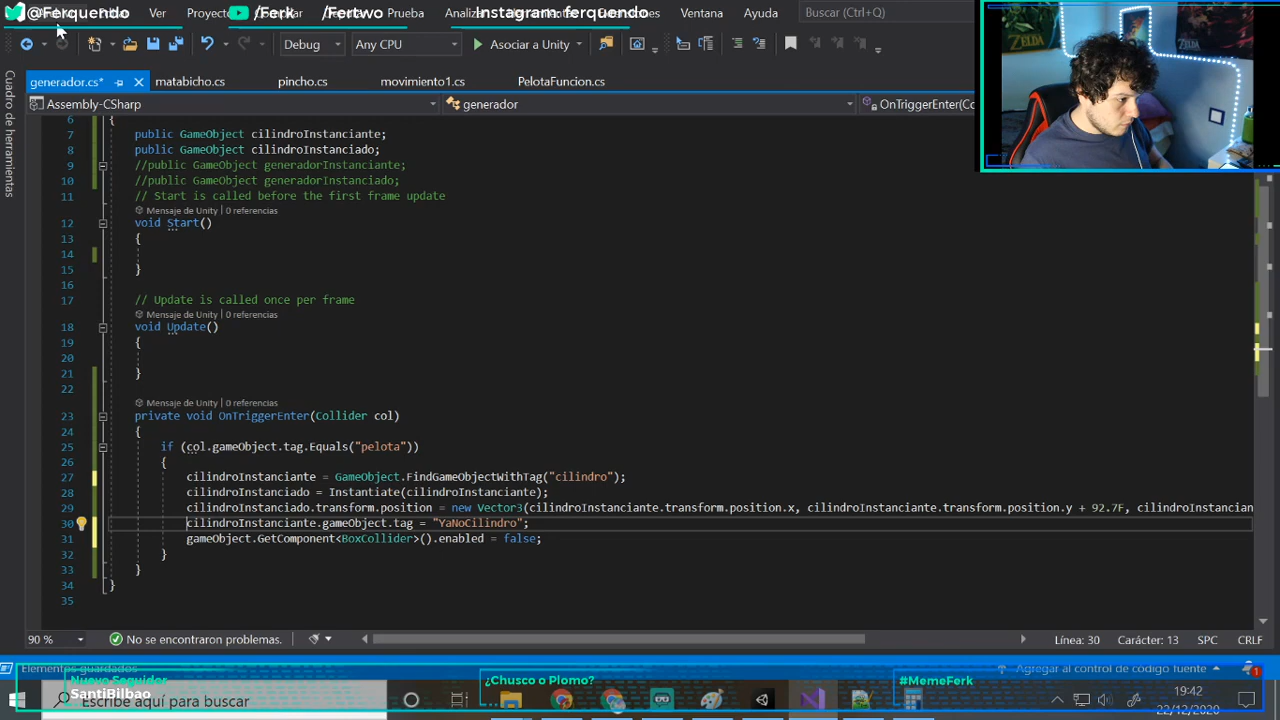 @Ferquendo
Ver
Proyecto
/Ferk
/Ferwo
Prueba
Analiza
Instagram ferquendo
Ventana
Ayuda
Buscar (Ctrl+Q)
Debug
Any CPU
Asociar a Unity
generador.cs*
matabicho.cs
pincho.cs
movimiento1.cs
PelotaFuncion.cs
Cuadro de herramientas
Assembly-CSharp
generador
OnTriggerEnter(Co
6 {
7 public GameObject cilindroInstanciante;
8 public GameObject cilindroInstanciado;
9 //public GameObject generadorInstanciante;
10 //public GameObject generadorInstanciado;
11 // Start is called before the first frame update
Mensaje de Unity | 0 referencias
12 void Start()
13 {
14
15 }
16
17 // Update is called once per frame
Mensaje de Unity | 0 referencias
18 void Update()
19 {
20
21 }
22
Mensaje de Unity | 0 referencias
23 private void OnTriggerEnter(Collider col)
24 {
25 if (col.gameObject.tag.Equals("pelota"))
26 {
27 cilindroInstanciante = GameObject.FindGameObjectWithTag("cilindro");
28 cilindroInstanciado = Instantiate(cilindroInstanciante);
29 cilindroInstanciado.transform.position = new Vector3(cilindroInstanciante.transform.position.x, cilindroInstanciante.transform.position.y + 92.7F, cilindroInstancian
30 cilindroInstanciante.gameObject.tag = "YaNoCilindro";
31 gameObject.GetComponent<BoxCollider>().enabled = false;
32 }
33 }
34 }
35
90 %
No se encontraron problemas.
Línea: 30
Carácter: 13
SPC
CRLF
Elementos guardados
Agregar al control de código fuente
1
Nuevo Seguidor
SantiBilbao
¿Chusco o Plomo?
#MemeFerk
Escribe aquí para buscar
19:42
22/12/2020